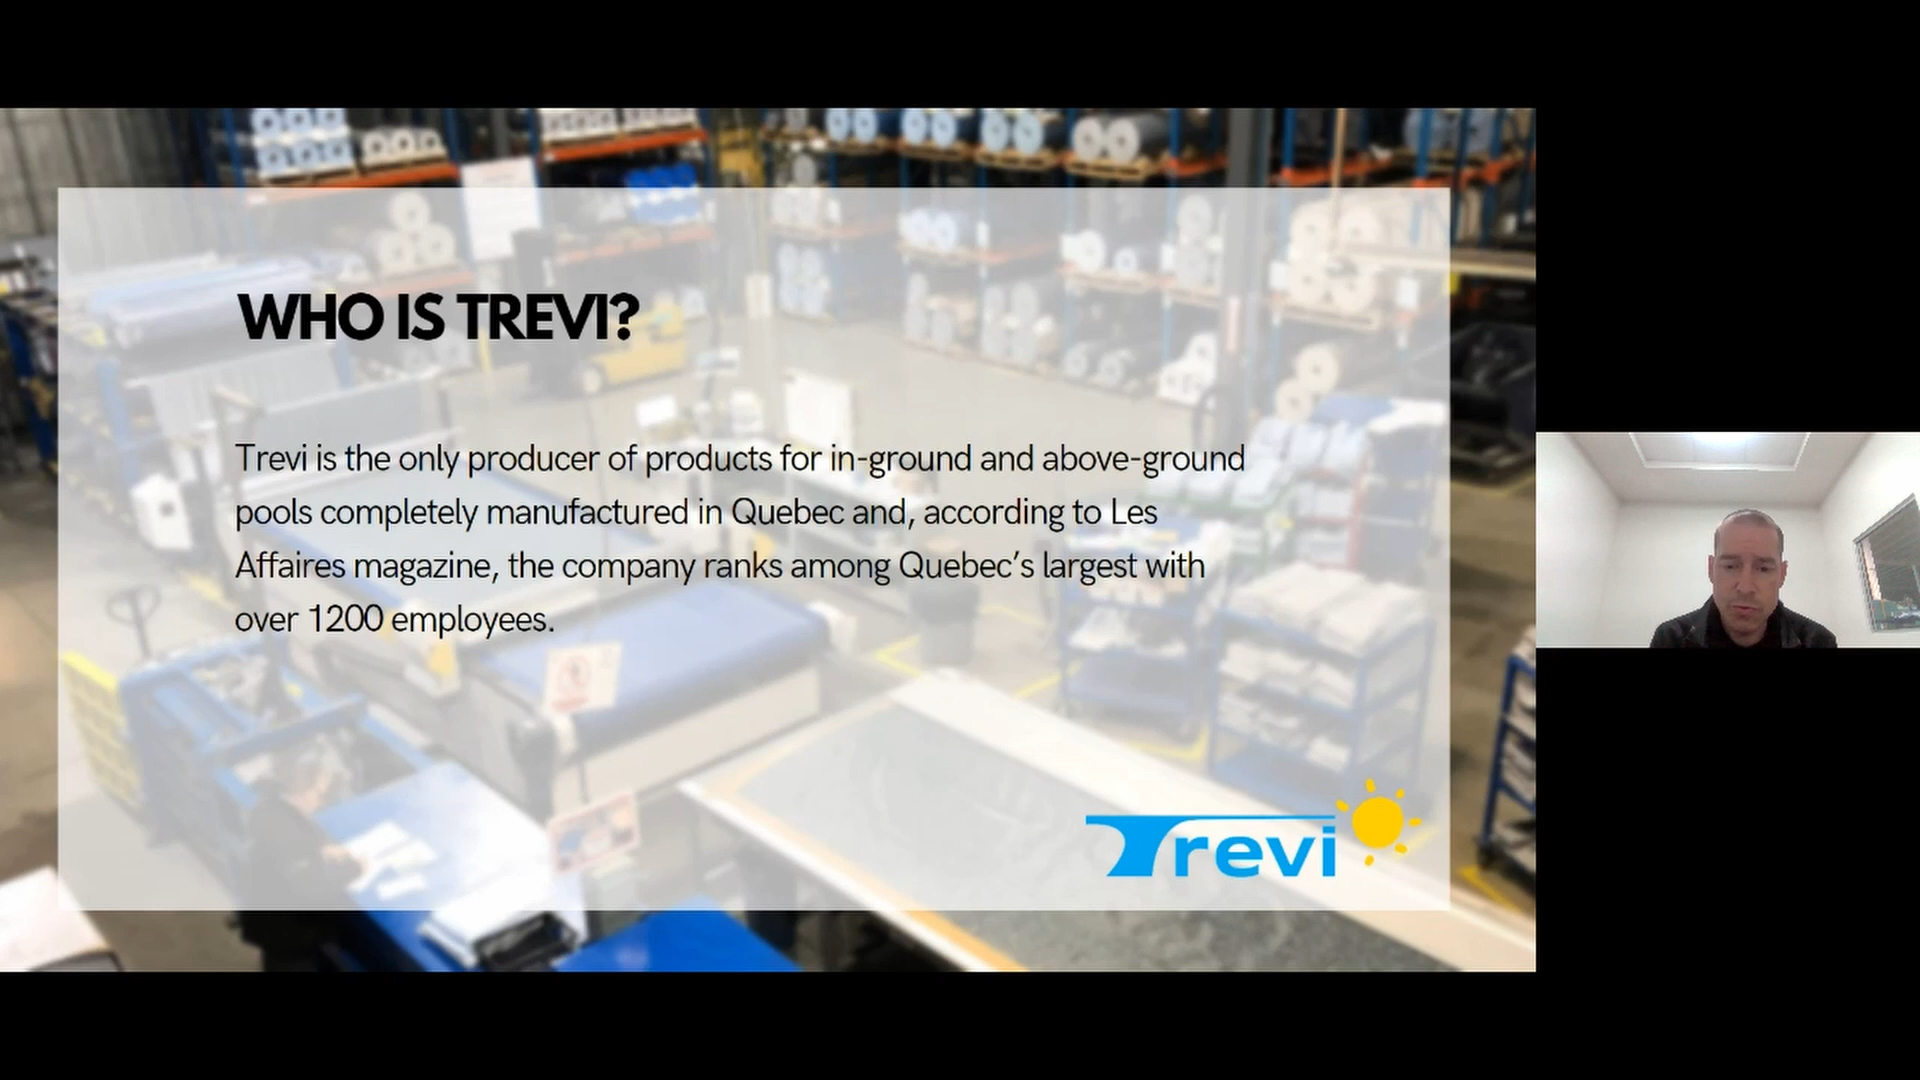 WHO IS TREVI?
Trevi is the only producer of products for in-ground and above-ground
pools completely manufactured in Quebec and, according to Les
Affaires magazine, the company ranks among Quebec’s largest with
over 1200 employees.
Trevi